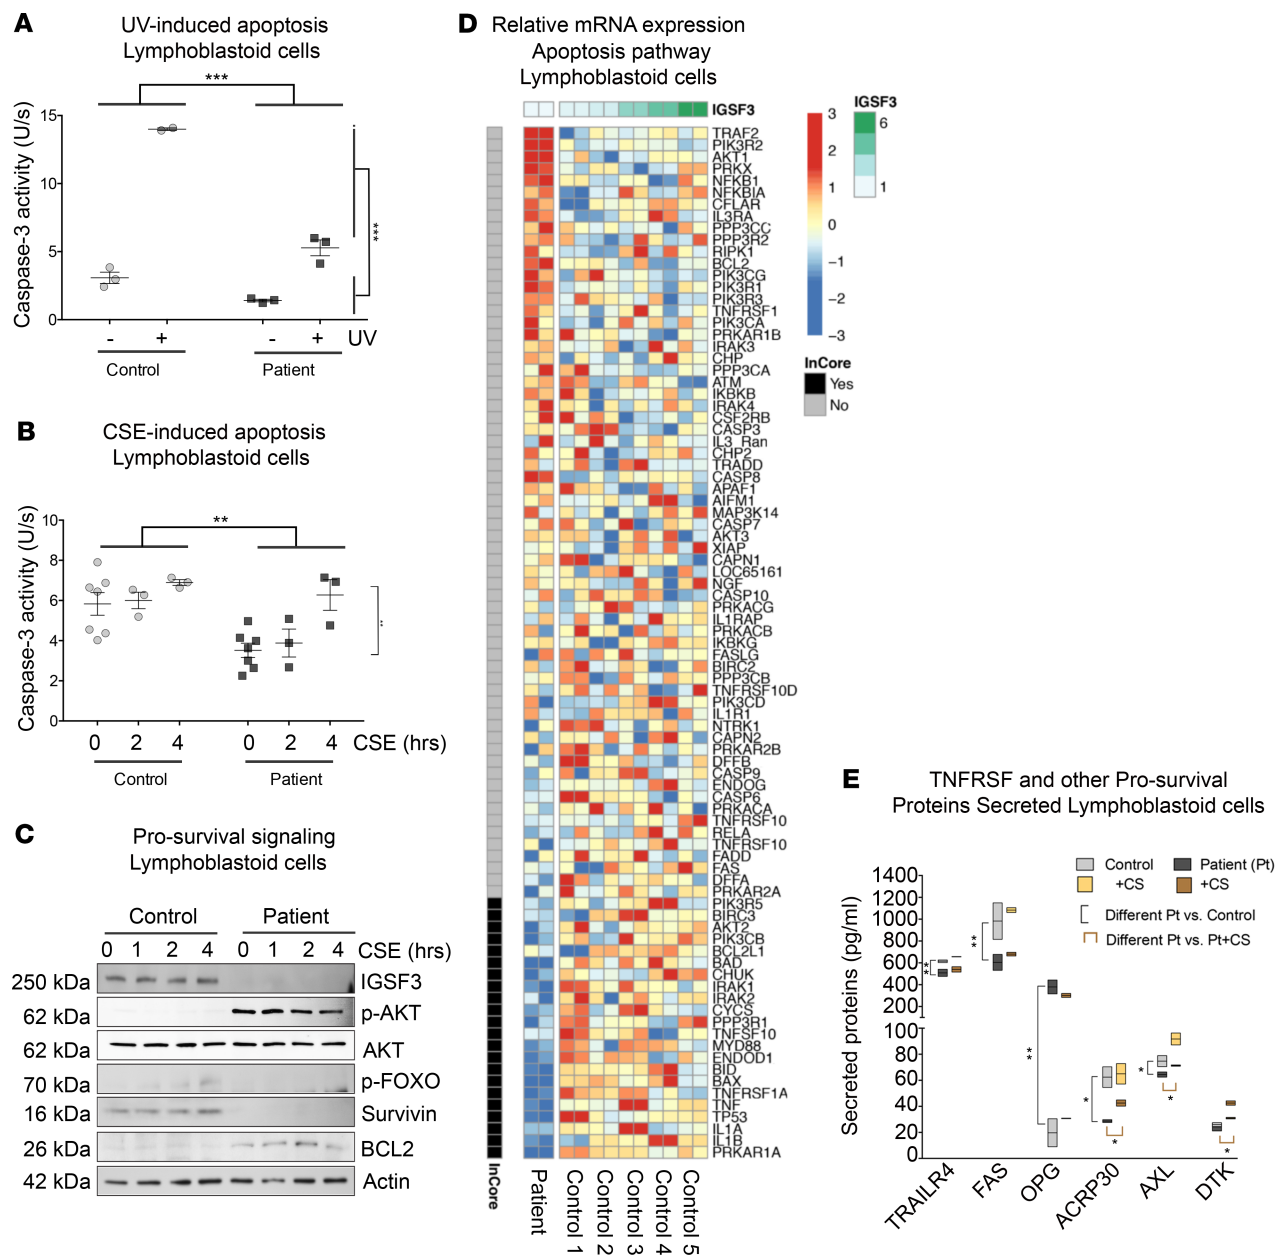 A
UV-induced apoptosis
Lymphoblastoid cells
***
Caspase-3 activity (U/s)
15
10
5
0
***
- + - + UV
Control Patient
B
CSE-induced apoptosis
Lymphoblastoid cells
**
Caspase-3 activity (U/s)
10
8
6
4
2
0
**
0 2 4 0 2 4 CSE (hrs)
Control Patient
C
Pro-survival signaling
Lymphoblastoid cells
Control Patient
0 1 2 4 0 1 2 4 CSE (hrs)
250 kDa IGSF3
62 kDa p-AKT
62 kDa AKT
70 kDa p-FOXO
16 kDa Survivin
26 kDa BCL2
42 kDa Actin
D
Relative mRNA expression
Apoptosis pathway
Lymphoblastoid cells
IGSF3
TRAF2
PIK3R2
AKT1
PRKX
NFKB1
NFKBIA
CFLAR
IL3RA
PPP3CC
PPP3R2
RIPK1
BCL2
PIK3CG
PIK3R1
PIK3R3
TNFRSF1
PIK3CA
PRKAR1B
IRAK3
CHP
PPP3CA
ATM
IKBKB
IRAK4
CSF2RB
CASP3
IL3_Ran
CHP2
TRADD
CASP8
APAF1
AIFM1
MAP3K14
CASP7
AKT3
XIAP
CAPN1
LOC65161
NGF
CASP10
PRKACG
IL1RAP
PRKACB
IKBKG
FASLG
BIRC2
PPP3CB
TNFRSF10D
PIK3CD
IL1R1
NTRK1
CAPN2
PRKAR2B
DFFB
CASP9
ENDOG
CASP6
PRKACA
TNFRSF10
RELA
TNFRSF10
FADD
FAS
DFFA
PRKAR2A
PIK3R5
BIRC3
AKT2
PIK3CB
BCL2L1
BAD
CHUK
IRAK1
IRAK2
CYCS
PPP3R1
TNFSF10
MYD88
ENDOD1
BID
BAX
TNFRSF1A
TNF
TP53
IL1A
IL1B
PRKAR1A
InCore
Patient
Control 1
Control 2
Control 3
Control 4
Control 5
3
2
1
0
−1
−2
−3
IGSF3
6
1
InCore
Yes
No
E
TNFRSF and other Pro-survival
Proteins Secreted Lymphoblastoid cells
Control Patient (Pt)
+CS +CS
Different Pt vs. Control
Different Pt vs. Pt+CS
Secreted proteins (pg/ml)
1400
1200
1000
800
600
400
200
100
80
60
40
20
0
**
**
**
*
*
*
*
*
TRAILR4
FAS
OPG
ACRP30
AXL
DTK